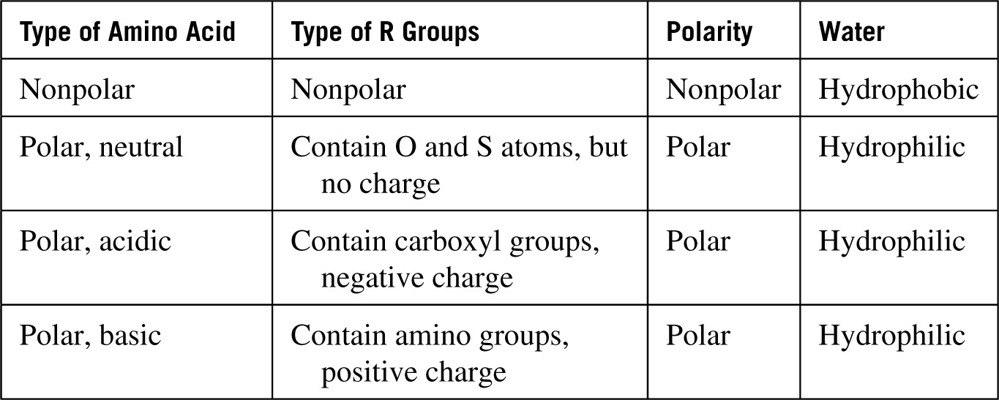 Type of Amino Acid Type of R Groups Polarity Water
Nonpolar Nonpolar Nonpolar Hydrophobic
Polar, neutral Contain O and S atoms, but Polar Hydrophilic
no charge
Polar, acidic Contain carboxyl groups, Polar Hydrophilic
negative charge
Polar, basic Contain amino groups, Polar Hydrophilic
positive charge